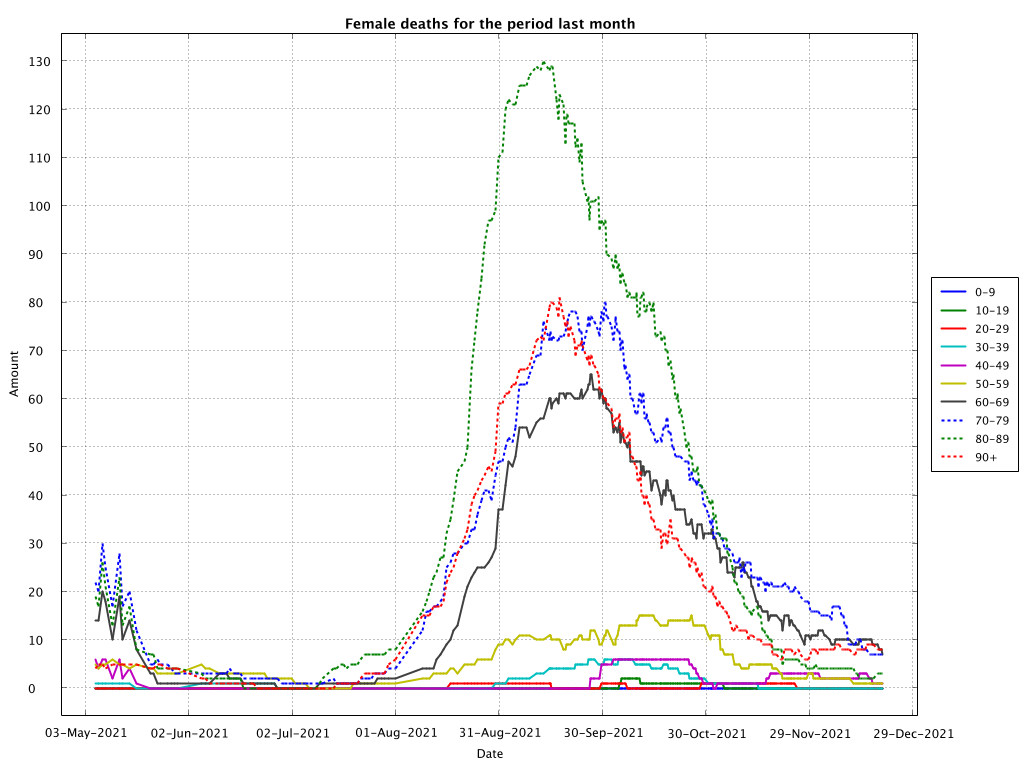 Female deaths for the period last month
130
120
110
100
90
80
70
60
50
40
30
20
10
0
Amount
03-May-2021
02-Jun-2021
02-Jul-2021
01-Aug-2021
31-Aug-2021
30-Sep-2021
30-Oct-2021
29-Nov-2021
29-Dec-2021
Date
0-9
10-19
20-29
30-39
40-49
50-59
60-69
70-79
80-89
90+